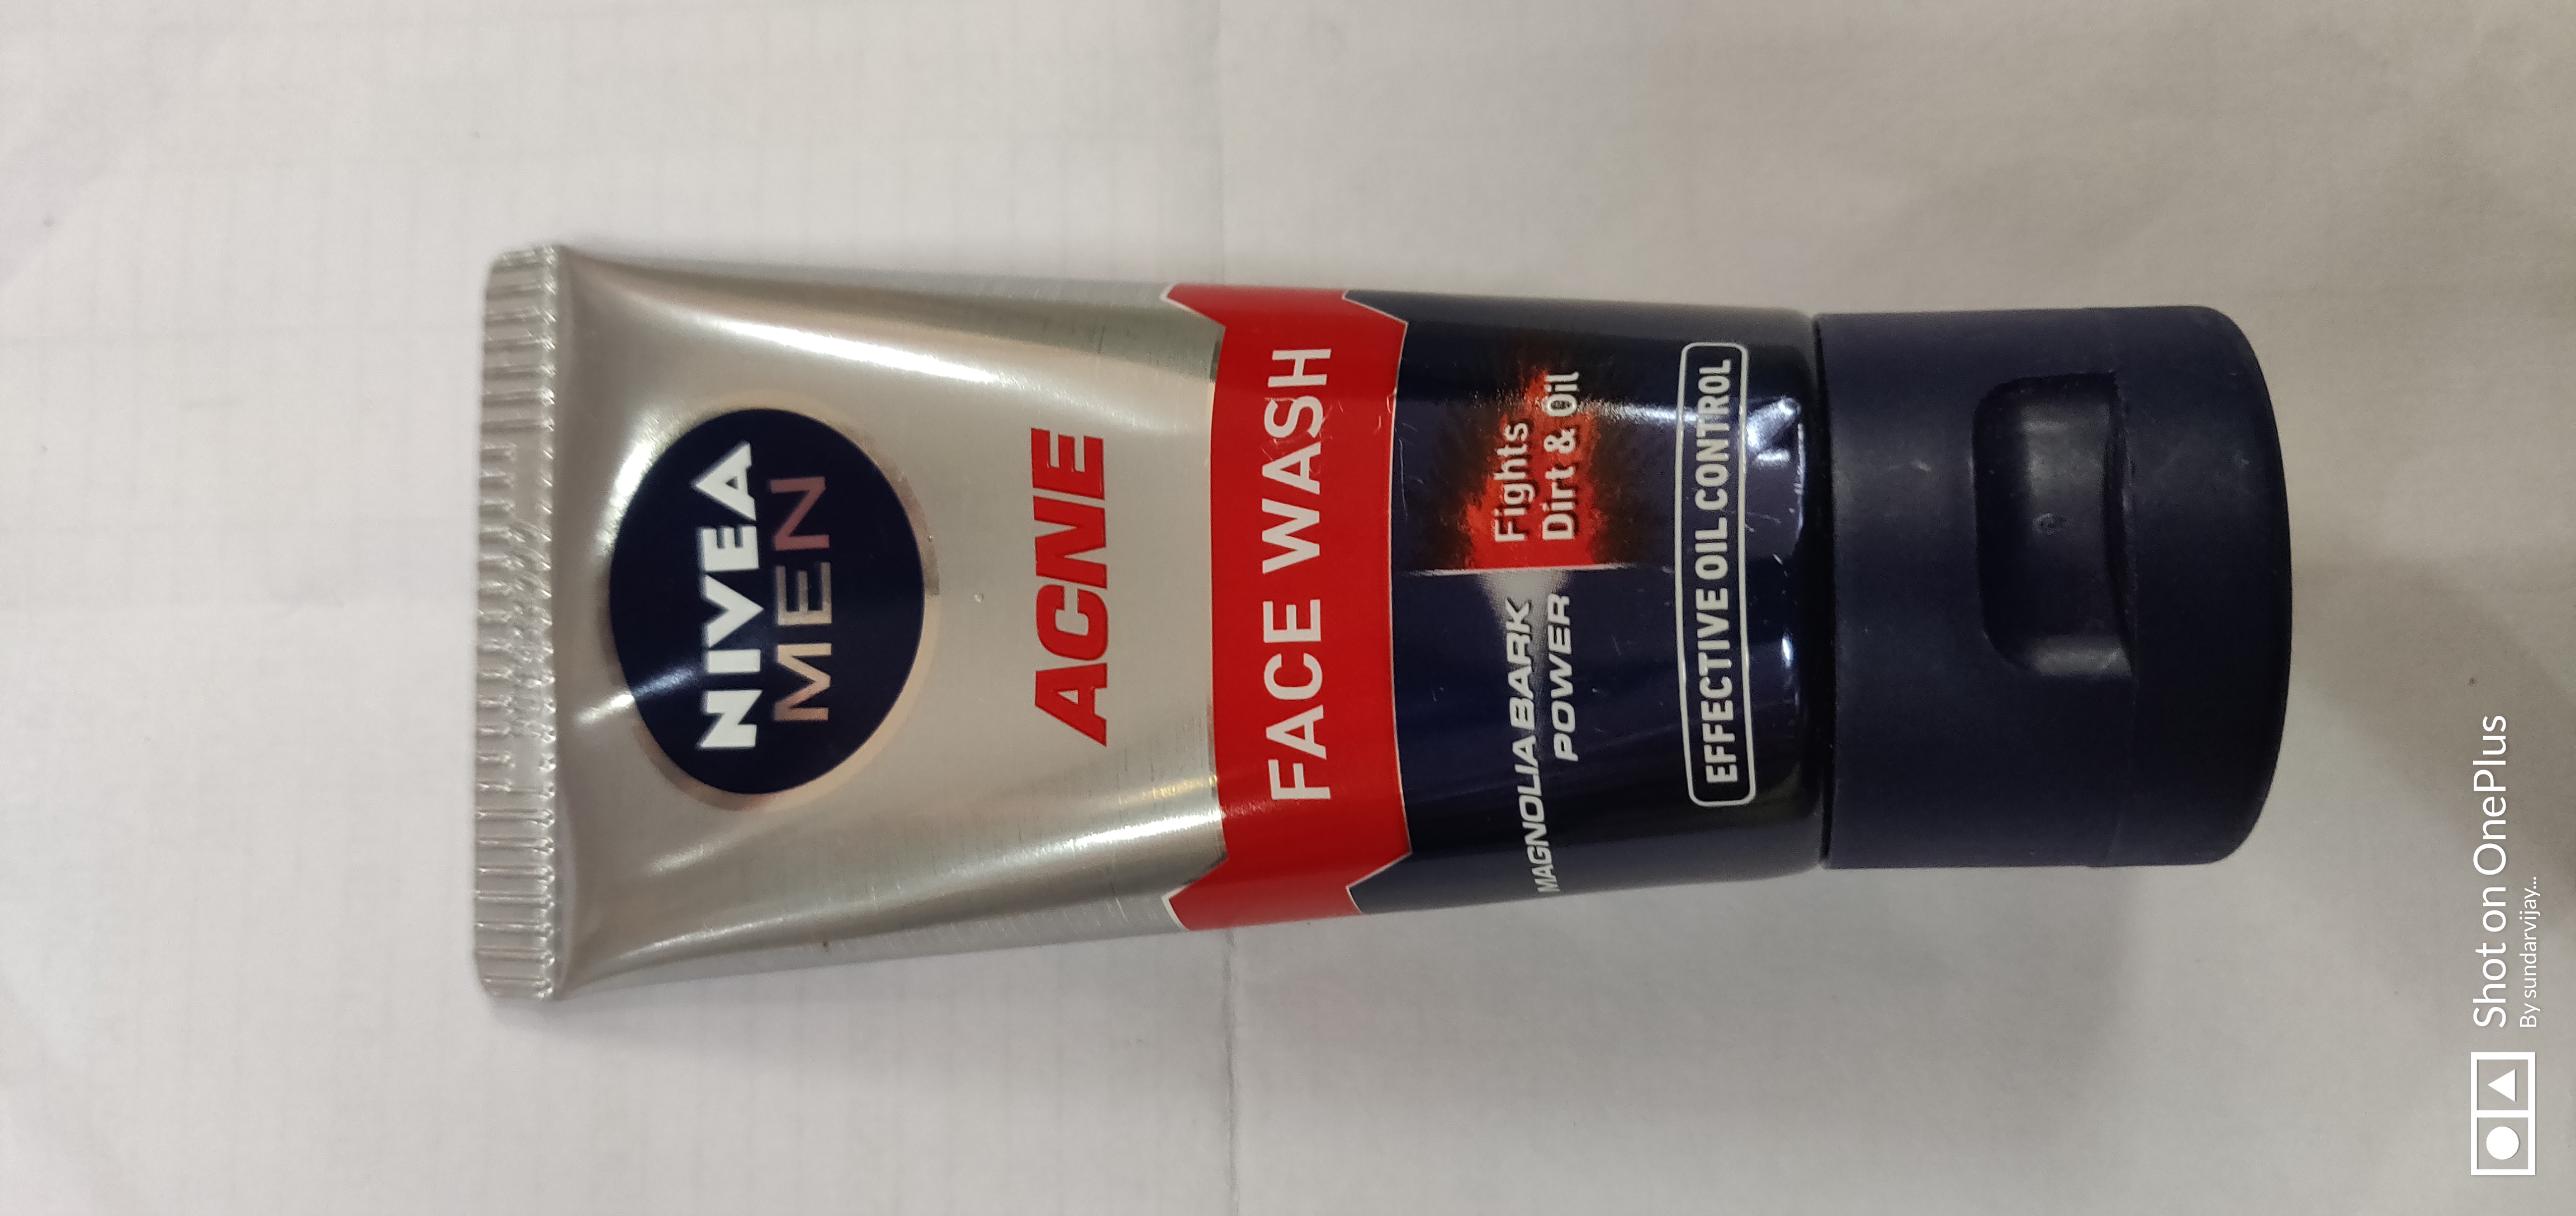 NIVEA
MEN
ACNE
FACE WASH
MAGNOLIA BARK
POWER
Fights
Dirt & Oil
EFFECTIVE OIL CONTROL
Shot on OnePlus
By sundarvijay...